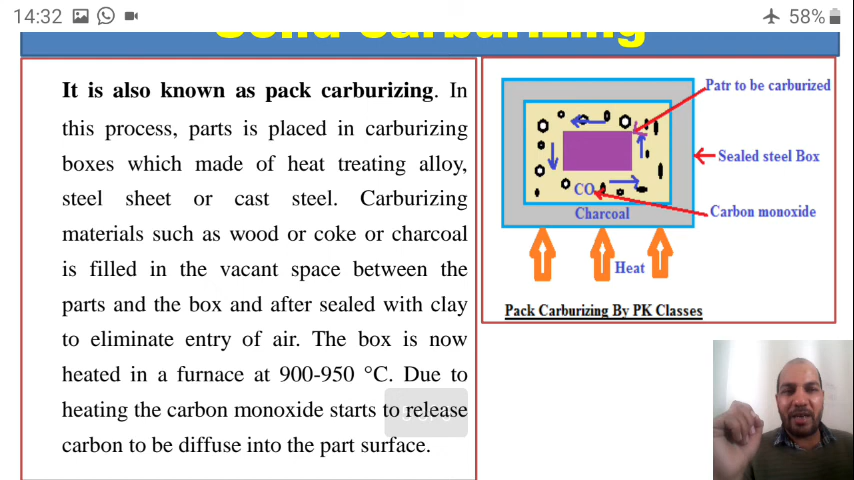 14:32
58%
Solid Carburizing
It is also known as pack carburizing. In
this process, parts is placed in carburizing
boxes which made of heat treating alloy,
steel sheet or cast steel. Carburizing
materials such as wood or coke or charcoal
is filled in the vacant space between the
parts and the box and after sealed with clay
to eliminate entry of air. The box is now
heated in a furnace at 900-950 °C. Due to
heating the carbon monoxide starts to release
carbon to be diffuse into the part surface.
Patr to be carburized
Sealed steel Box
CO
Carbon monoxide
Charcoal
Heat
Pack Carburizing By PK Classes